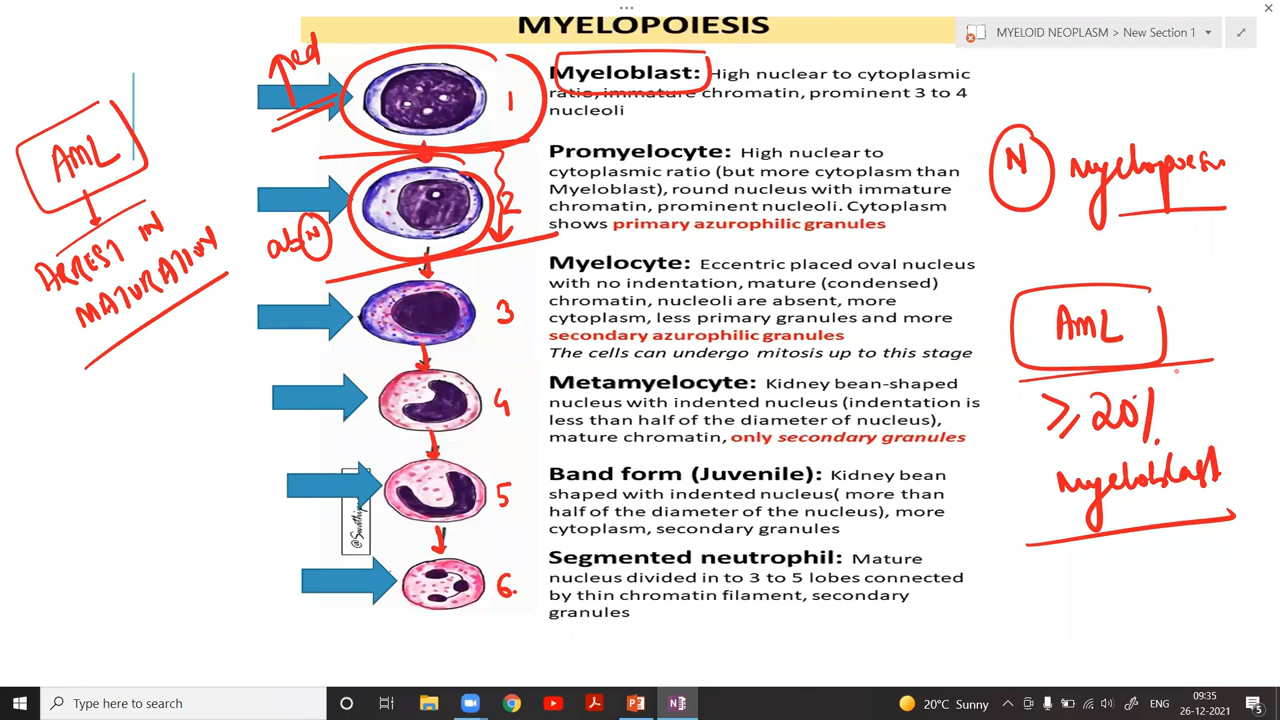 MYELOPOIESIS
MYELOID NEOPLASM > New Section 1
Myeloblast: High nuclear to cytoplasmic
ratio, immature chromatin, prominent 3 to 4
nucleoli
Promyelocyte: High nuclear to
cytoplasmic ratio (but more cytoplasm than
Myeloblast), round nucleus with immature
chromatin, prominent nucleoli. Cytoplasm
shows primary azurophilic granules
Myelocyte: Eccentric placed oval nucleus
with no indentation, mature (condensed)
chromatin, nucleoli are absent, more
cytoplasm, less primary granules and more
secondary azurophilic granules
The cells can undergo mitosis up to this stage
Metamyelocyte: Kidney bean-shaped
nucleus with indented nucleus (indentation is
less than half of the diameter of nucleus),
mature chromatin, only secondary granules
Band form (Juvenile): Kidney bean
shaped with indented nucleus( more than
half of the diameter of the nucleus), more
cytoplasm, secondary granules
Segmented neutrophil: Mature
nucleus divided in to 3 to 5 lobes connected
by thin chromatin filament, secondary
granules
1
2
3
4
5
6.
AML
ARREST IN
MATURATION
N
myelopoiesis
AML
≥ 20%
myeloblast
Type here to search
20°C Sunny
ENG
09:35
26-12-2021
5